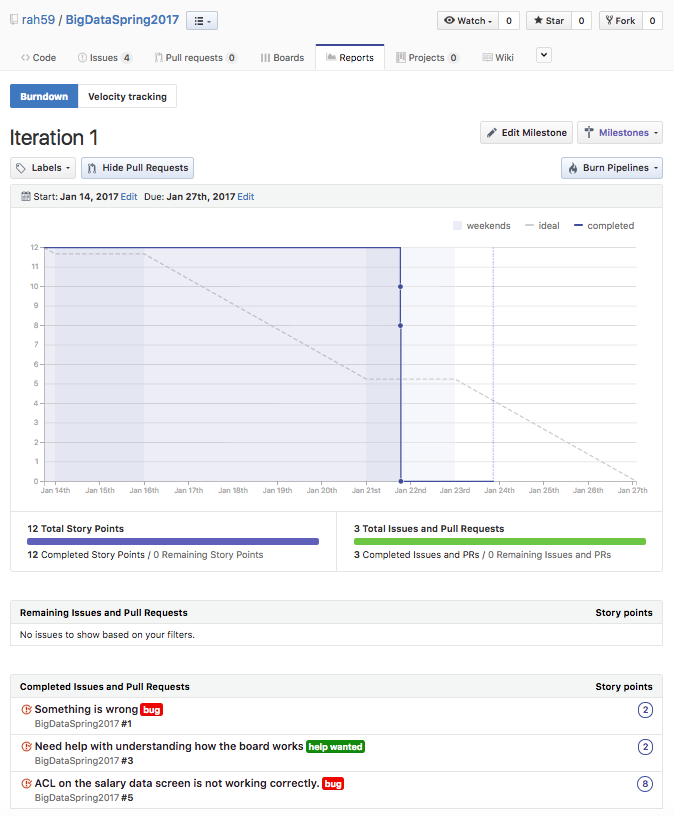 rah59 / BigDataSpring2017
Watch 0 Star 0 Fork 0
Code Issues 4 Pull requests 0 Boards Reports Projects 0 Wiki
Burndown Velocity tracking
Iteration 1
Edit Milestone Milestones
Labels Hide Pull Requests Burn Pipelines
Start: Jan 14, 2017 Edit Due: Jan 27th, 2017 Edit
weekends ideal completed
12
11
10
9
8
7
6
5
4
3
2
1
0
Jan 14th Jan 15th Jan 16th Jan 17th Jan 18th Jan 19th Jan 20th Jan 21st Jan 22nd Jan 23rd Jan 24th Jan 25th Jan 26th Jan 27th
12 Total Story Points
12 Completed Story Points / 0 Remaining Story Points
3 Total Issues and Pull Requests
3 Completed Issues and PRs / 0 Remaining Issues and PRs
Remaining Issues and Pull Requests Story points
No issues to show based on your filters.
Completed Issues and Pull Requests Story points
Something is wrong bug 2
BigDataSpring2017 #1
Need help with understanding how the board works help wanted 2
BigDataSpring2017 #3
ACL on the salary data screen is not working correctly. bug 8
BigDataSpring2017 #5